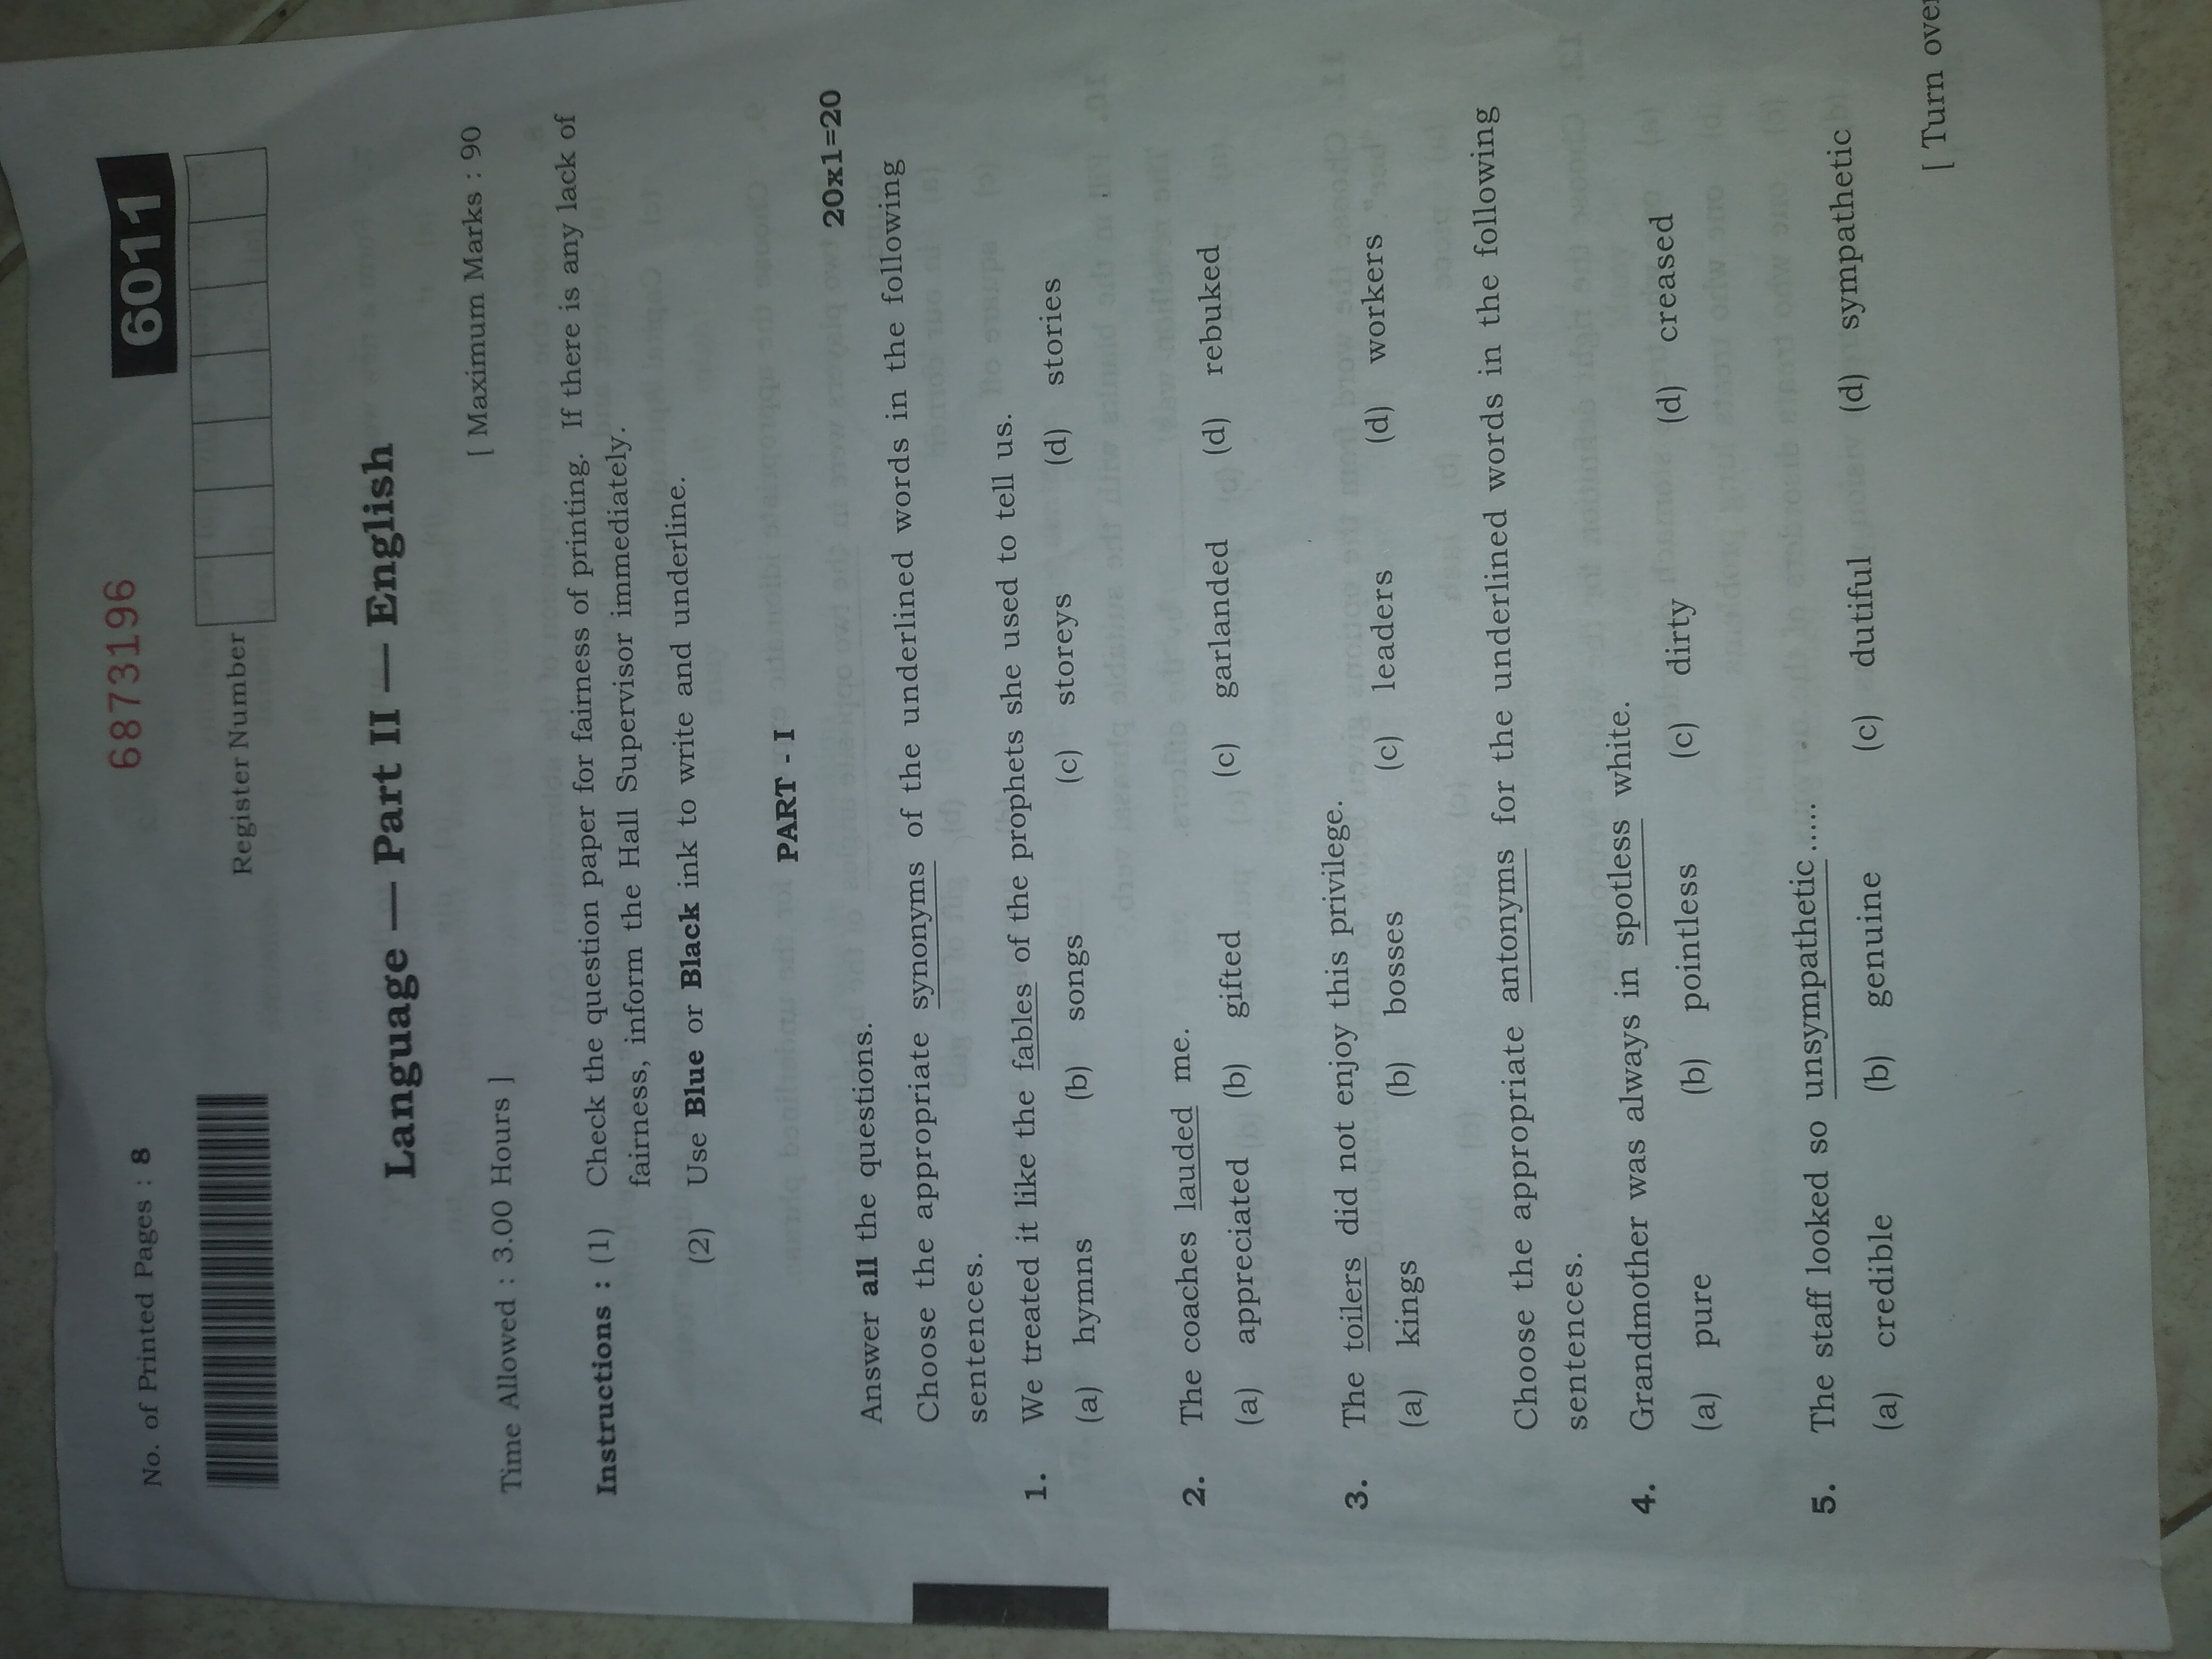 No. of Printed Pages : 8
6873196
6011
Register Number
Language — Part II — English
Time Allowed : 3.00 Hours ]
[ Maximum Marks : 90
Instructions : (1) Check the question paper for fairness of printing. If there is any lack of
fairness, inform the Hall Supervisor immediately.
(2) Use Blue or Black ink to write and underline.
PART - I
20x1=20
Answer all the questions.
Choose the appropriate synonyms of the underlined words in the following
sentences.
1. We treated it like the fables of the prophets she used to tell us.
(a) hymns (b) songs (c) storeys (d) stories
2. The coaches lauded me.
(a) appreciated (b) gifted (c) garlanded (d) rebuked
3. The toilers did not enjoy this privilege.
(a) kings (b) bosses (c) leaders (d) workers
Choose the appropriate antonyms for the underlined words in the following
sentences.
4. Grandmother was always in spotless white.
(a) pure (b) pointless (c) dirty (d) creased
5. The staff looked so unsympathetic .....
(a) credible (b) genuine (c) dutiful (d) sympathetic
[ Turn over